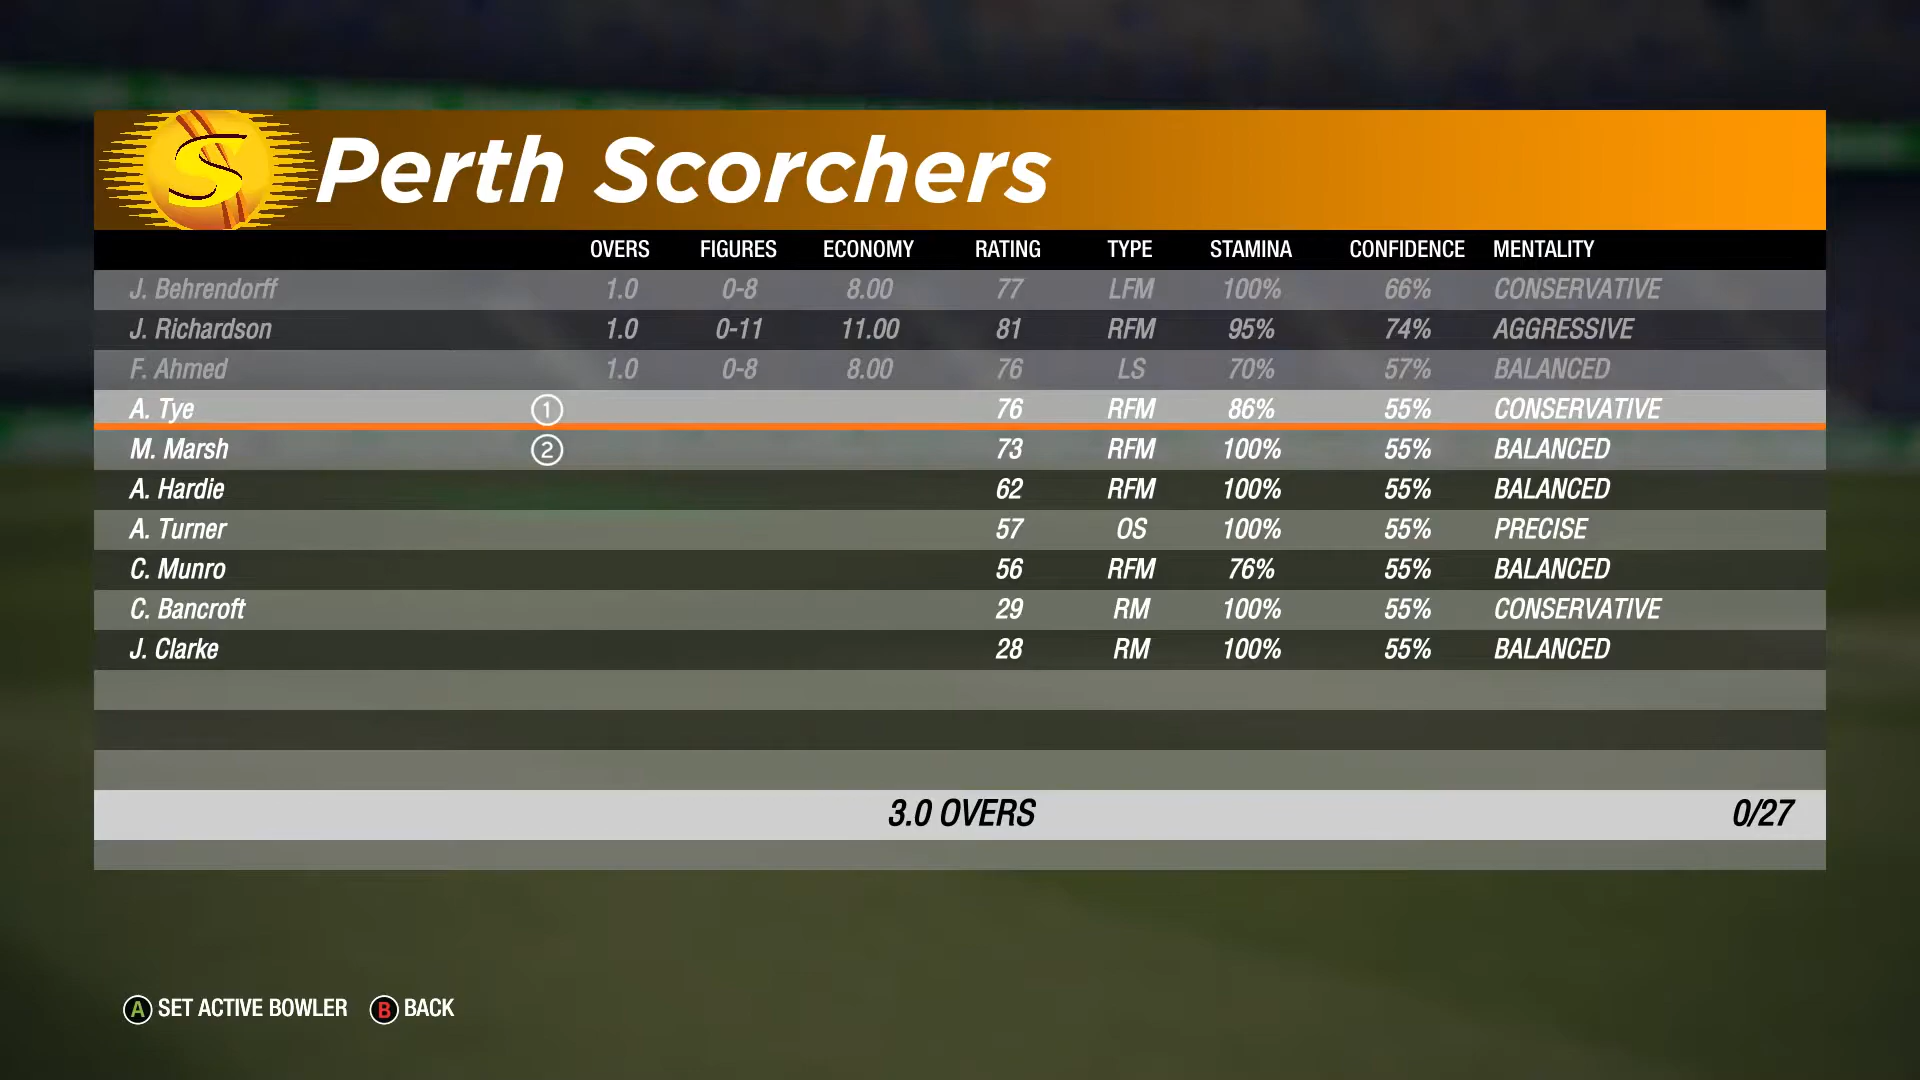 S Perth Scorchers
OVERS FIGURES ECONOMY RATING TYPE STAMINA CONFIDENCE MENTALITY
J. Behrendorff 1.0 0-8 8.00 77 LFM 100% 66% CONSERVATIVE
J. Richardson 1.0 0-11 11.00 81 RFM 95% 74% AGGRESSIVE
F. Ahmed 1.0 0-8 8.00 76 LS 70% 57% BALANCED
A. Tye 1 76 RFM 86% 55% CONSERVATIVE
M. Marsh 2 73 RFM 100% 55% BALANCED
A. Hardie 62 RFM 100% 55% BALANCED
A. Turner 57 OS 100% 55% PRECISE
C. Munro 56 RFM 76% 55% BALANCED
C. Bancroft 29 RM 100% 55% CONSERVATIVE
J. Clarke 28 RM 100% 55% BALANCED
3.0 OVERS 0/27
A SET ACTIVE BOWLER B BACK